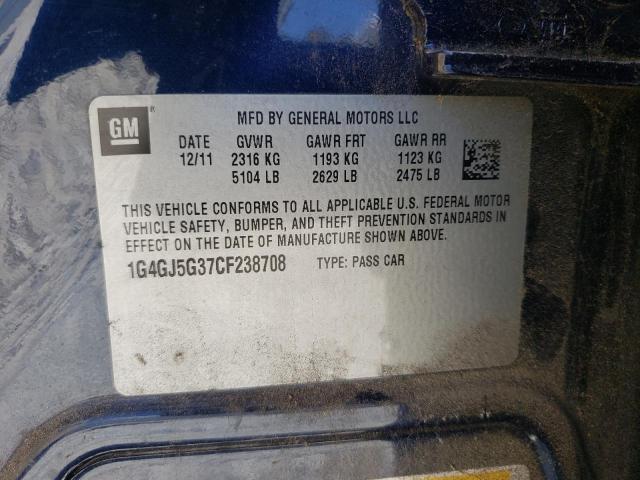 GM ®
MFD BY GENERAL MOTORS LLC
DATE GVWR GAWR FRT GAWR RR
12/11 2316 KG 1193 KG 1123 KG
5104 LB 2629 LB 2475 LB
THIS VEHICLE CONFORMS TO ALL APPLICABLE U.S. FEDERAL MOTOR
VEHICLE SAFETY, BUMPER, AND THEFT PREVENTION STANDARDS IN
EFFECT ON THE DATE OF MANUFACTURE SHOWN ABOVE.
1G4GJ5G37CF238708 TYPE: PASS CAR